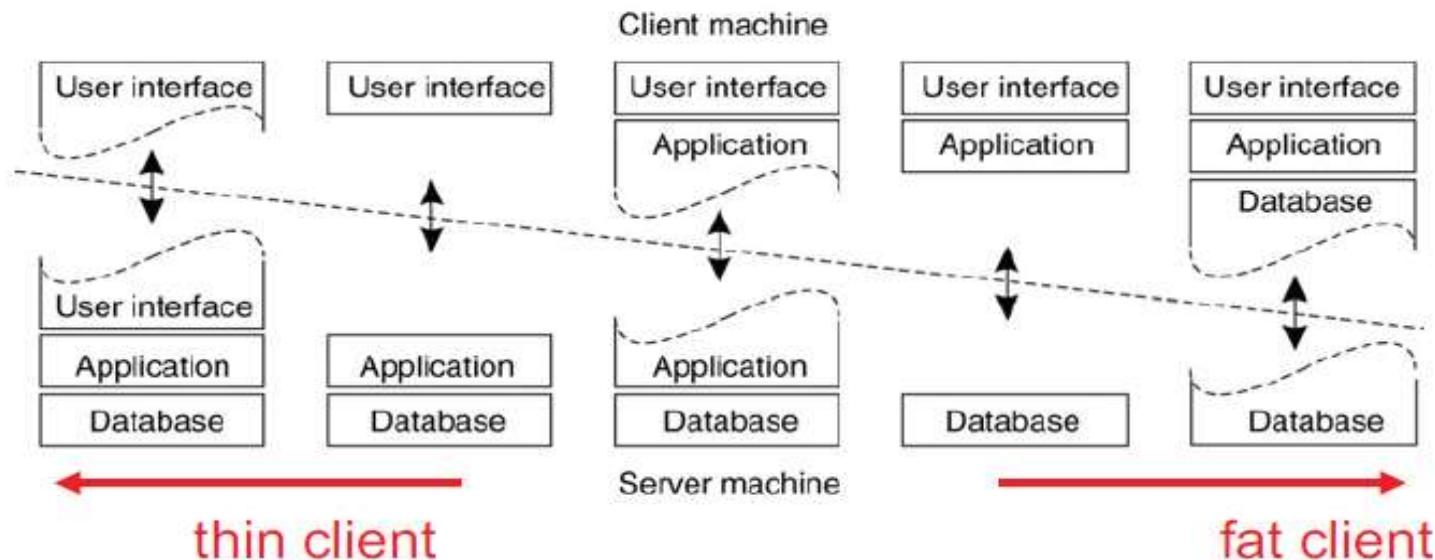 Client machine
User interface User interface User interface User interface User interface
Application Application Application
Database
User interface
Application Application Application
Database Database Database Database Database
Server machine
thin client fat client